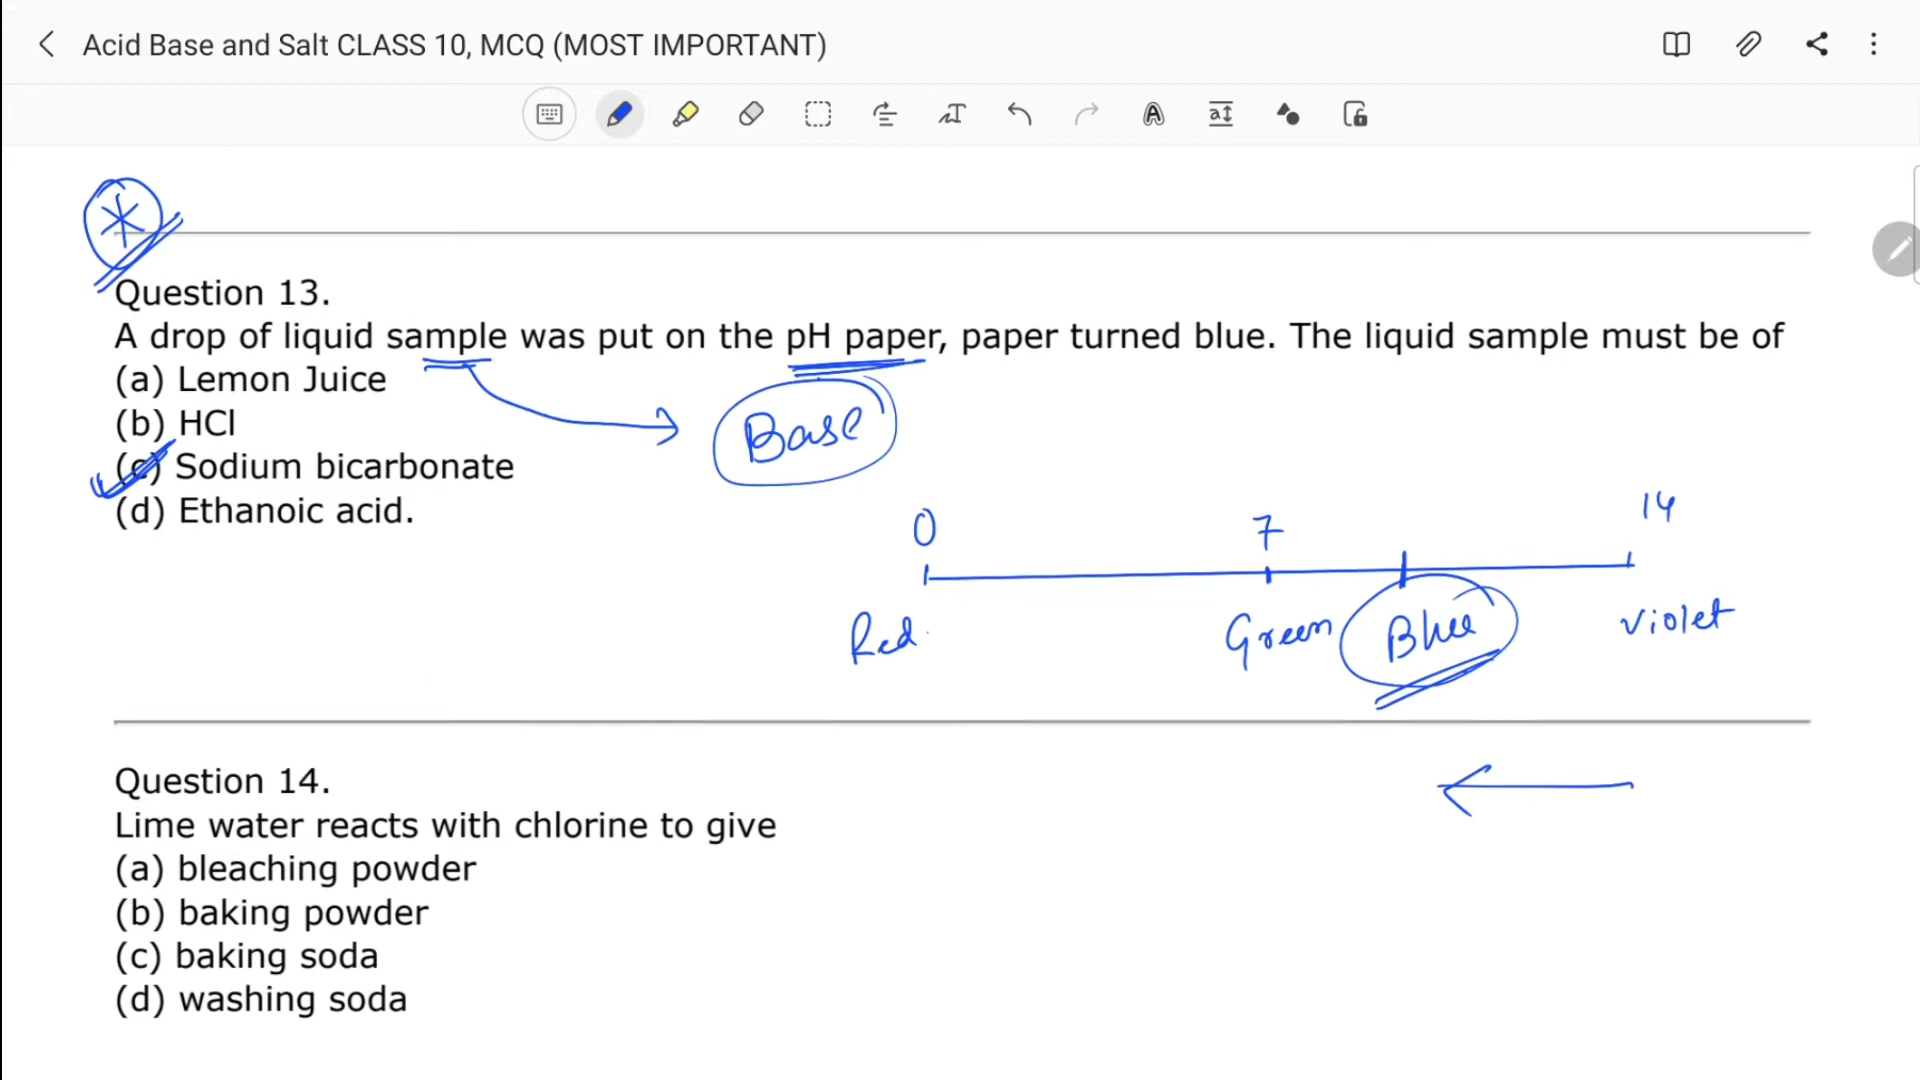 Acid Base and Salt CLASS 10, MCQ (MOST IMPORTANT)
Question 13.
A drop of liquid sample was put on the pH paper, paper turned blue. The liquid sample must be of
(a) Lemon Juice
(b) HCl
Base
(c) Sodium bicarbonate
(d) Ethanoic acid.
0 7 14
Red Green Blue violet
Question 14.
Lime water reacts with chlorine to give
(a) bleaching powder
(b) baking powder
(c) baking soda
(d) washing soda